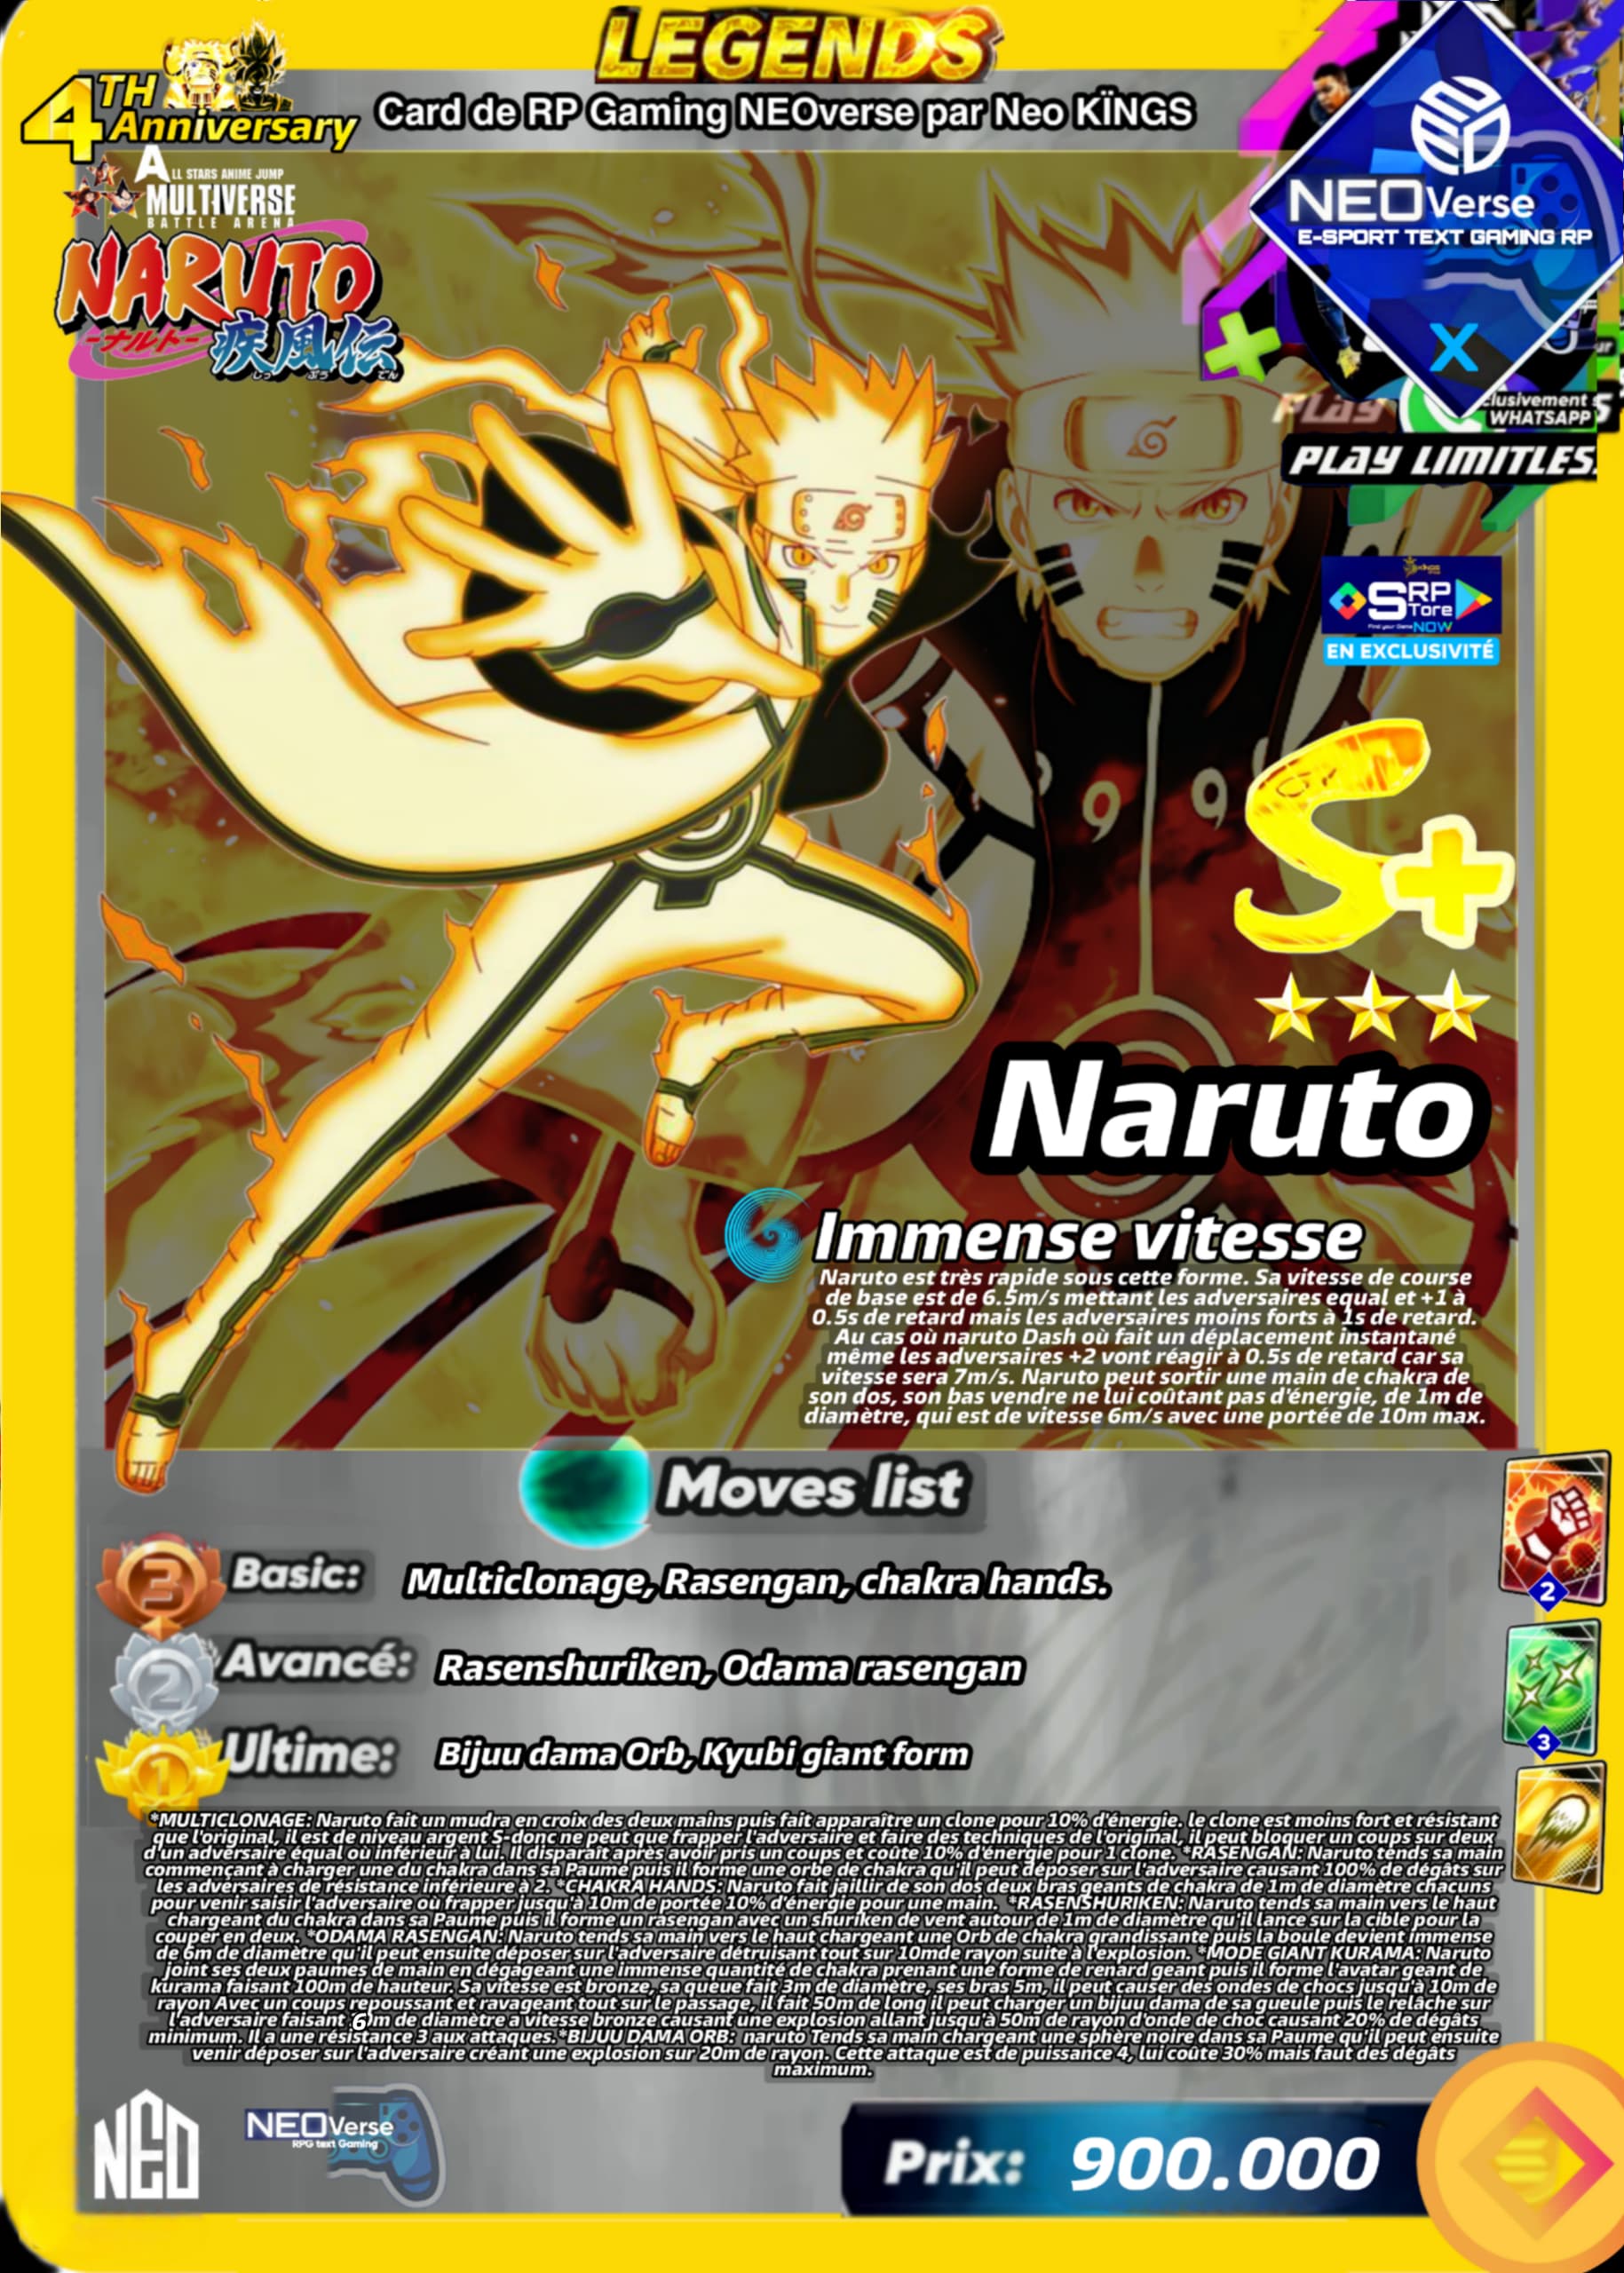 LEGENDS
4TH
Anniversary
Card de RP Gaming NEOverse par Neo KÏNGS
ALL STARS ANIME JUMP
MULTIVERSE
BATTLE ARENA
NARUTO
-ナルト-
疾風伝
しっ ぷう でん
NEO Verse
E-SPORT TEXT GAMING RP
X
PLAY
clusivement s
WHATSAPP
PLAY LIMITLES
SRP
Tore
Find your Game NOW
EN EXCLUSIVITÉ
S+
Naruto
Immense vitesse
Naruto est très rapide sous cette forme. Sa vitesse de course
de base est de 6.5m/s mettant les adversaires equal et +1 à
0.5s de retard mais les adversaires moins forts à 1s de retard.
Au cas où naruto Dash où fait un déplacement instantané
même les adversaires +2 vont réagir à 0.5s de retard car sa
vitesse sera 7m/s. Naruto peut sortir une main de chakra de
son dos, son bas vendre ne lui coûtant pas d'énergie, de 1m de
diamètre, qui est de vitesse 6m/s avec une portée de 10m max.
Moves list
3 Basic: Multiclonage, Rasengan, chakra hands.
2
2 Avancé: Rasenshuriken, Odama rasengan
3
1 Ultime: Bijuu dama Orb, Kyubi giant form
*MULTICLONAGE: Naruto fait un mudra en croix des deux mains puis fait apparaître un clone pour 10% d'énergie. le clone est moins fort et résistant
que l'original, il est de niveau argent S- donc ne peut que frapper l'adversaire et faire des techniques de l'original, il peut bloquer un coups sur deux
d'un adversaire équal où inférieur à lui. Il disparaît après avoir pris un coups et coûte 10% d'énergie pour 1 clone. *RASENGAN: Naruto tends sa main
commençant à charger une du chakra dans sa Paume puis il forme une orbe de chakra qu'il peut déposer sur l'adversaire causant 100% de dégâts sur
les adversaires de résistance inférieure à 2. *CHAKRA HANDS: Naruto fait jaillir de son dos deux bras geants de chakra de 1m de diamètre chacuns
pour venir saisir l'adversaire où frapper jusqu'à 10m de portée 10% d'énergie pour une main. *RASENSHURIKEN: Naruto tends sa main vers le haut
chargeant du chakra dans sa Paume puis il forme un rasengan avec un shuriken de vent autour de 1m de diamètre qu'il lance sur la cible pour la
couper en deux. *ODAMA RASENGAN: Naruto tends sa main vers le haut chargeant une Orb de chakra grandissante puis la boule devient immense
de 6m de diamètre qu'il peut ensuite déposer sur l'adversaire détruisant tout sur 10mde rayon suite à l'explosion. *MODE GIANT KURAMA: Naruto
joint ses deux paumes de main en dégageant une immense quantité de chakra prenant une forme de renard geant puis il forme l'avatar geant de
kurama faisant 100m de hauteur. Sa vitesse est bronze, sa queue fait 3m de diamètre, ses bras 5m, il peut causer des ondes de chocs jusqu'à 10m de
rayon Avec un coups repoussant et ravageant tout sur le passage, il fait 50m de long il peut charger un bijuu dama de sa gueule puis le relâche sur
l'adversaire faisant 6m de diamètre a vitesse bronze causant une explosion allant jusqu'à 50m de rayon d'onde de choc causant 20% de dégâts
minimum. Il a une résistance 3 aux attaques.*BIJUU DAMA ORB: naruto Tends sa main chargeant une sphère noire dans sa Paume qu'il peut ensuite
venir déposer sur l'adversaire créant une explosion sur 20m de rayon. Cette attaque est de puissance 4, lui coûte 30% mais faut des dégâts
maximum.
NEO
NEOVerse
RPG text Gaming
Prix: 900.000